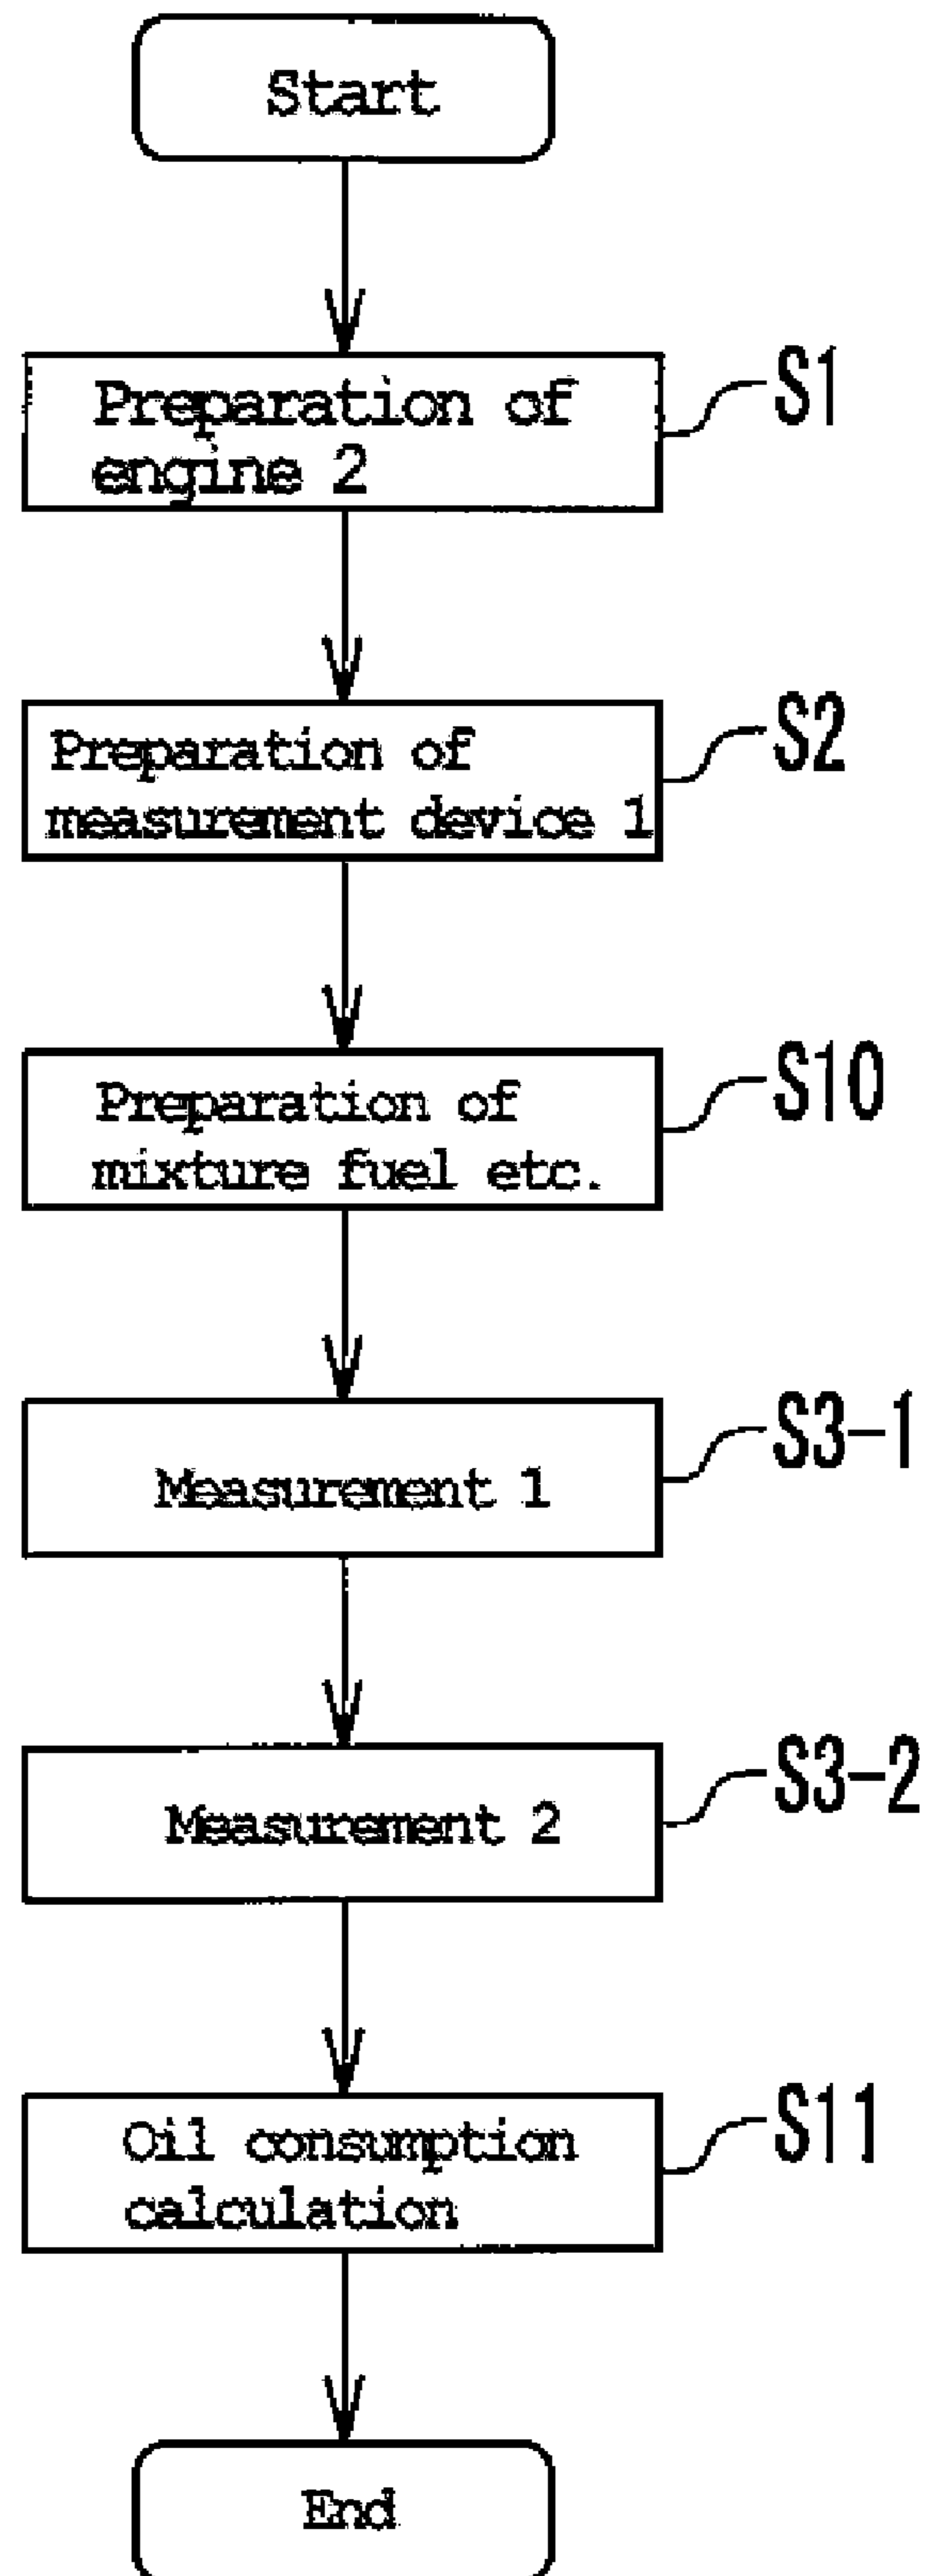 Start
Preparation of
engine 2
S1
Preparation of
measurement device 1
S2
Preparation of
mixture fuel etc.
S10
Measurement 1
S3-1
Measurement 2
S3-2
Oil consumption
calculation
S11
End